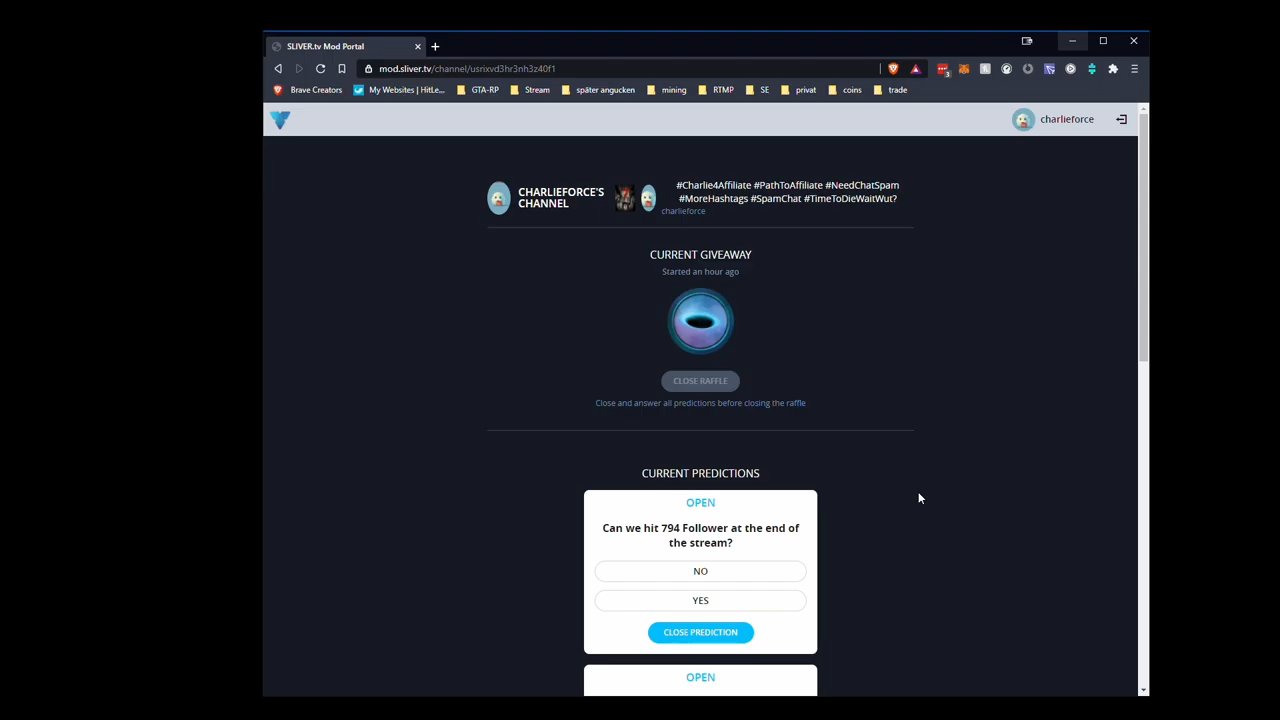 SLIVER.tv Mod Portal
mod.sliver.tv/channel/usrixvd3hr3nh3z40f1
3
Brave Creators
My Websites | HitLe...
GTA-RP
Stream
später angucken
mining
RTMP
SE
privat
coins
trade
charlieforce
CHARLIEFORCE'S
CHANNEL
#Charlie4Affiliate #PathToAffiliate #NeedChatSpam
#MoreHashtags #SpamChat #TimeToDieWaitWut?
charlieforce
CURRENT GIVEAWAY
Started an hour ago
CLOSE RAFFLE
Close and answer all predictions before closing the raffle
CURRENT PREDICTIONS
OPEN
Can we hit 794 Follower at the end of
the stream?
NO
YES
CLOSE PREDICTION
OPEN